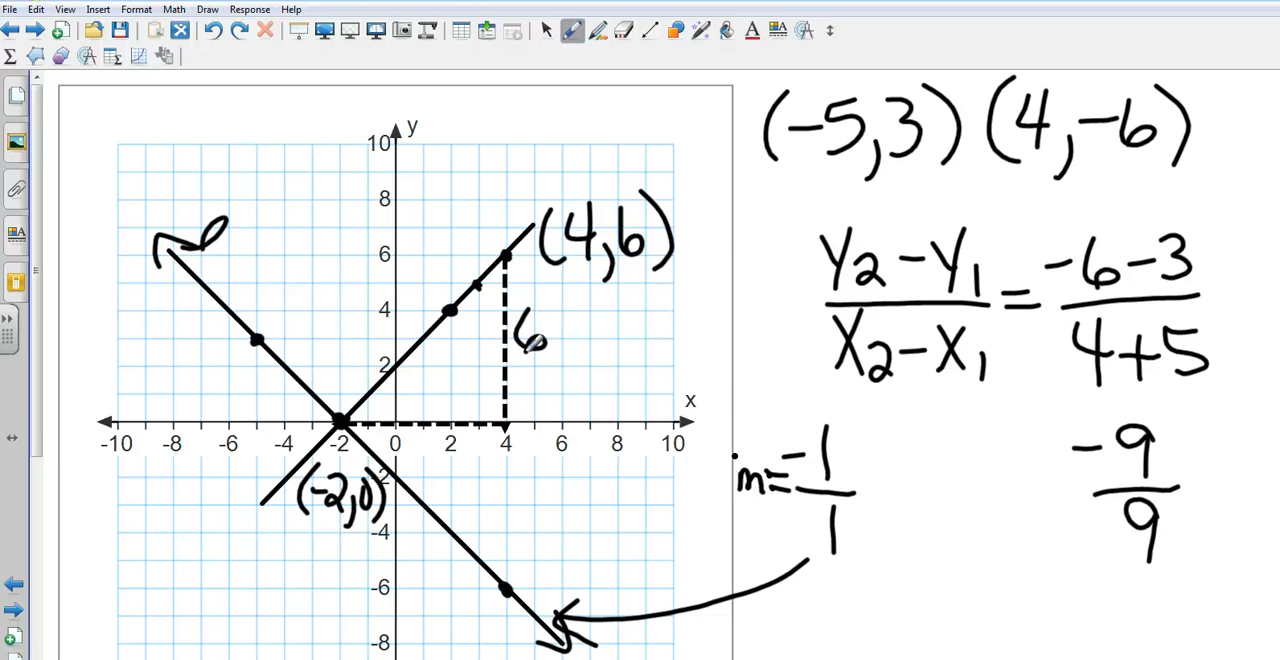 File Edit View Insert Format Math Draw Response Help
(-5,3) (4,-6)
y
10
8
6
4
2
(4,6)
6
Y2-Y1 = -6-3
X2-X1 4+5
x
-10 -8 -6 -4 -2 0 2 4 6 8 10
(-2,0)
-2
-4
-6
-8
m=-1
1
-9
9